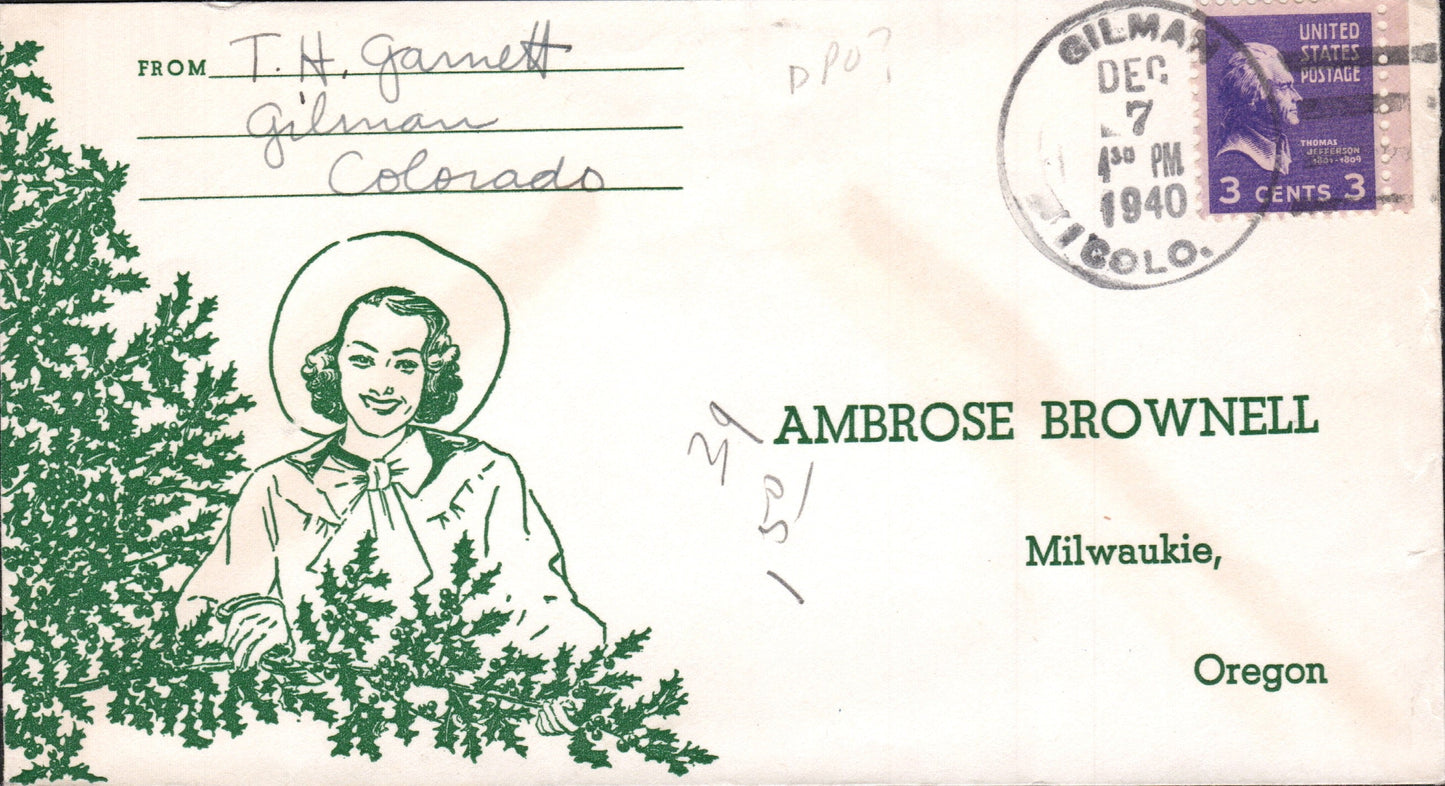 FROM T. H. Garnett
Gilman
Colorado
DPO?
GILMAN
DEC
7
4³⁰ PM
1940
COLO.
UNITED
STATES
POSTAGE
THOMAS
JEFFERSON
1801-1809
3 CENTS 3
AMBROSE BROWNELL
Milwaukie,
Oregon
39
150